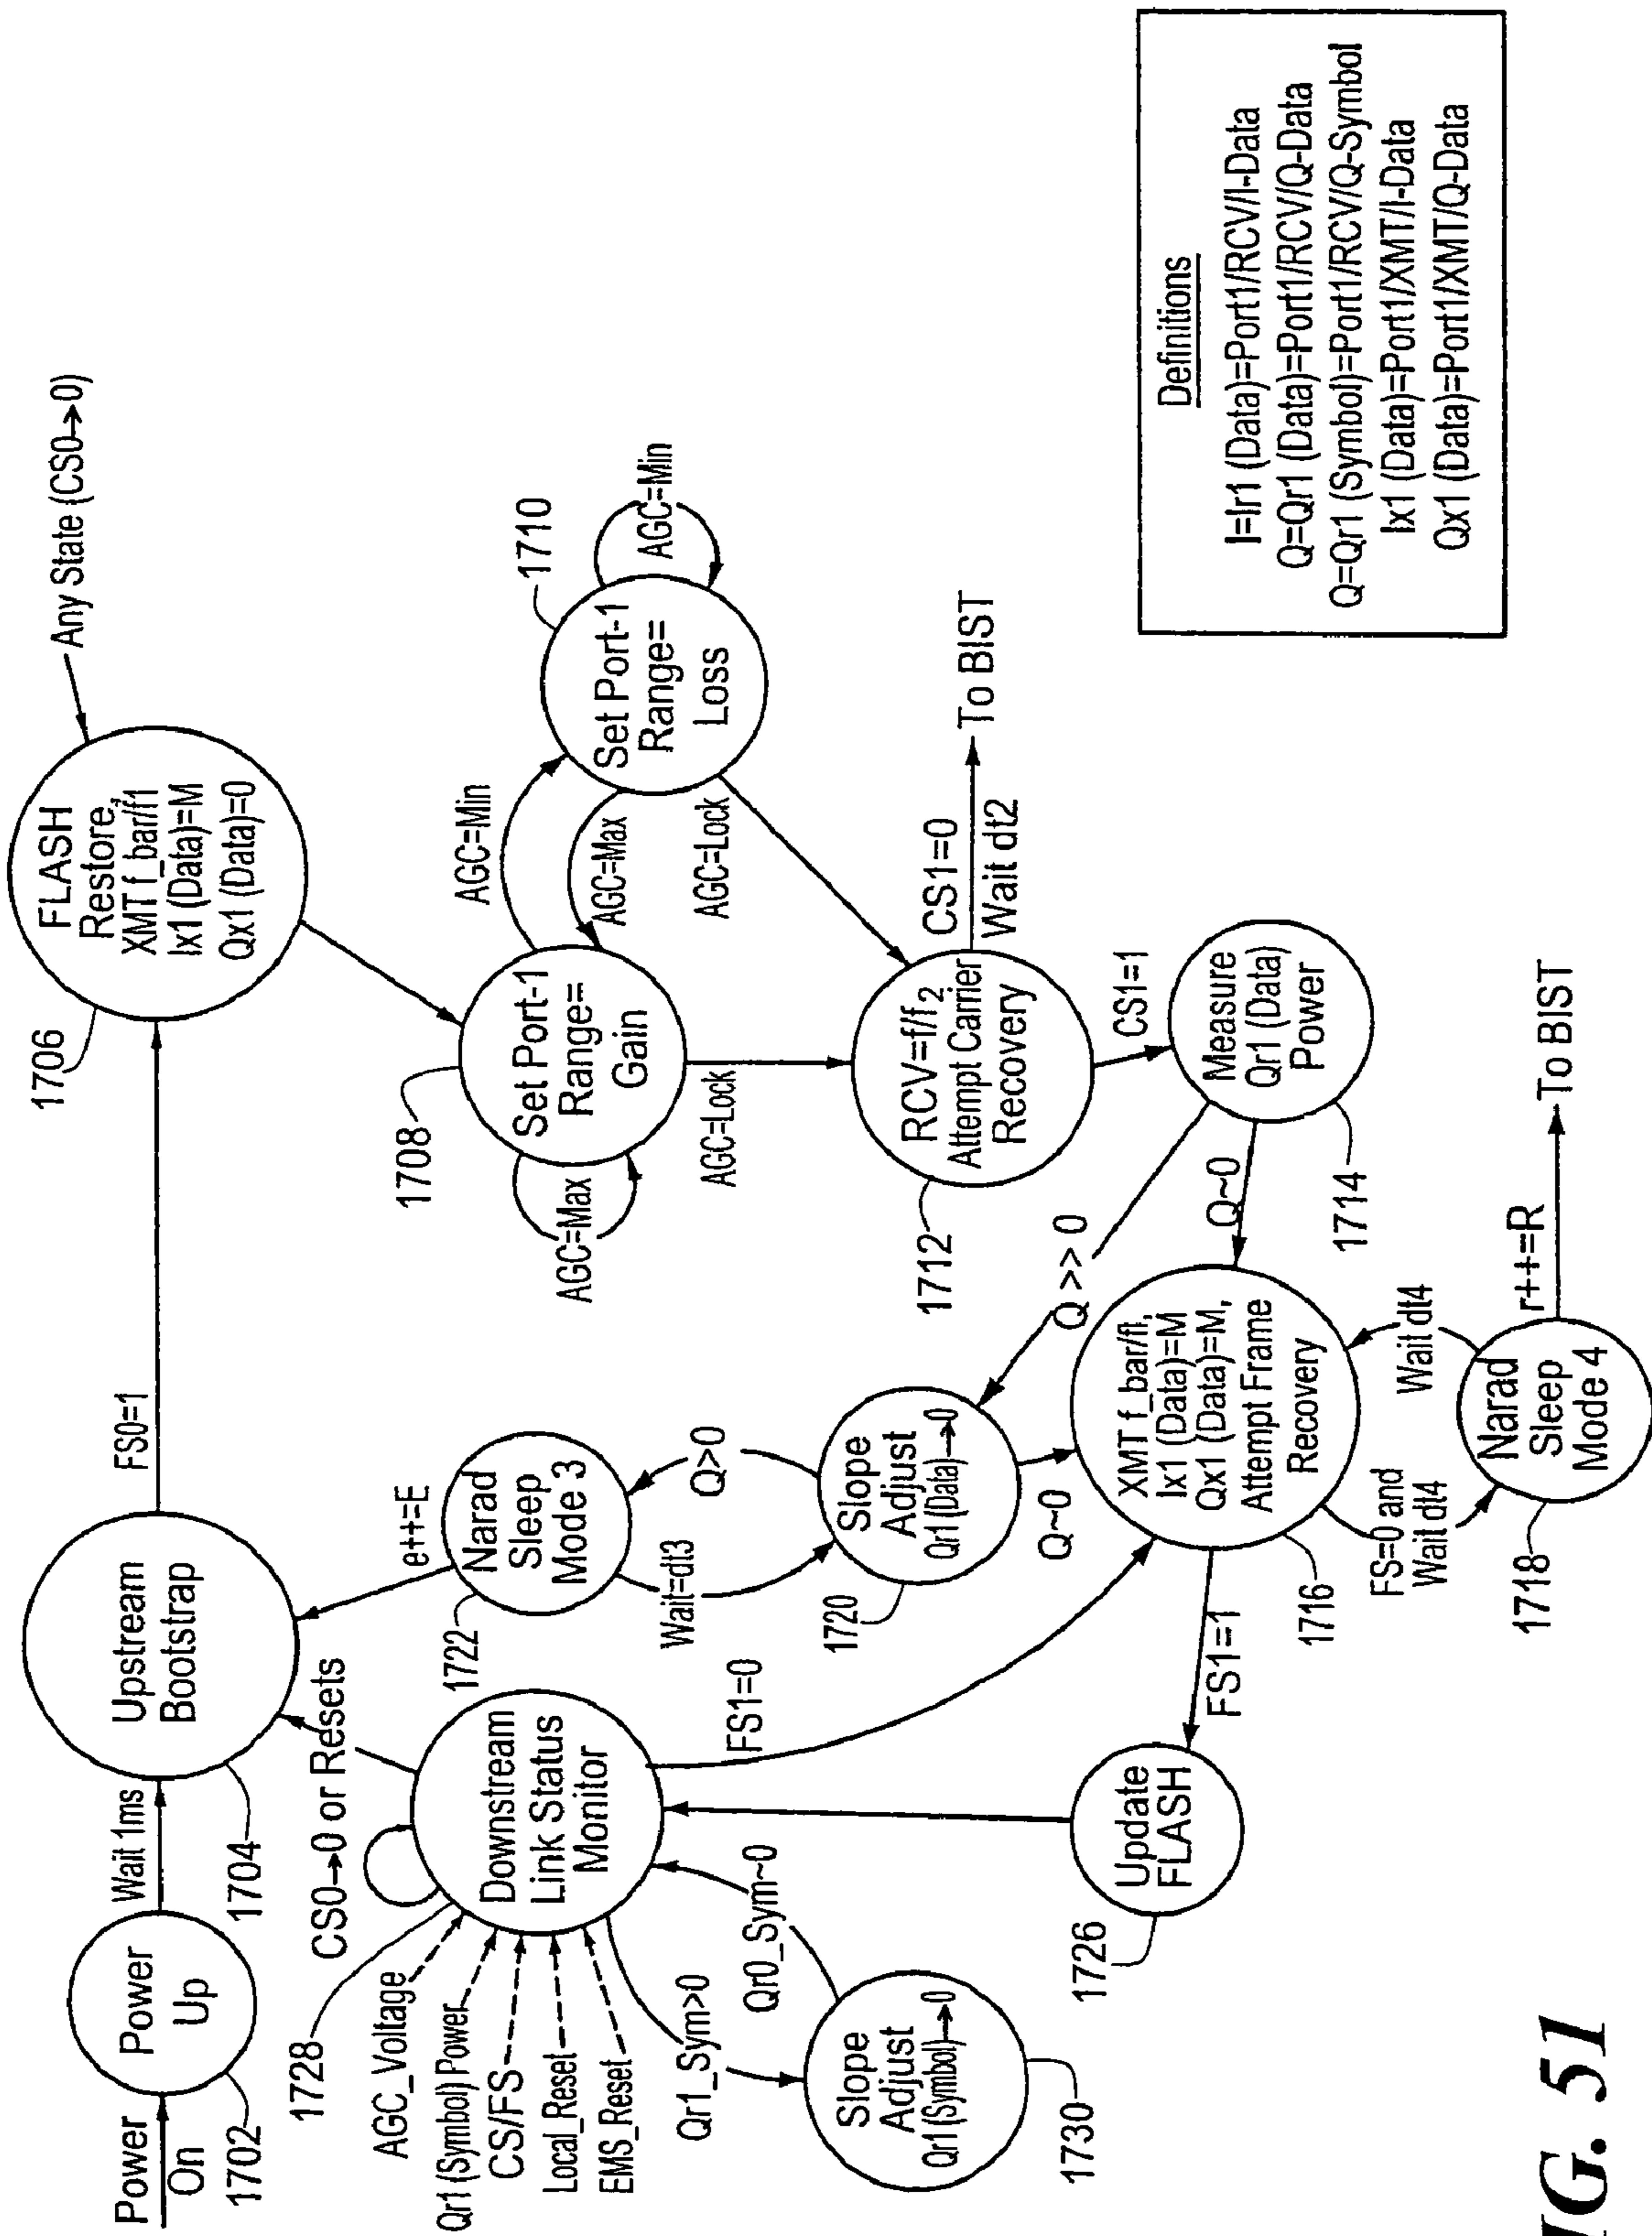 Power
On
1702
Power
Up
Wait 1ms
1704
Upstream
Bootstrap
FS0=1
1706
FLASH
Restore,
XMT f_bar/f1
Ix1 (Data)=M
Qx1 (Data)=0
Any State (CS0→0)
1728
CS0→0 or Resets
AGC_Voltage
Qr1 (Symbol) Power
CS/FS
Local_Reset
EMS_Reset
Downstream
Link Status
Monitor
1722
Narad
Sleep
Mode 3
e++=E
Wait=dt3
Q>0
1708
Set Port-1
Range=
Gain
AGC=Max
AGC=Min
AGC=Max
AGC=Lock
1710
Set Port-1
Range=
Loss
AGC=Min
AGC=Lock
Qr1_Sym>0
Qr0_Sym~0
FS1=0
1730
Slope
Adjust
Qr1 (Symbol)→0
1720
Slope
Adjust
Qr1 (Data)→0
Q~0
1712
RCV=f/f2
Attempt Carrier
Recovery
CS1=0
Wait dt2
To BIST
CS1=1
1714
Measure
Qr1 (Data)
Power
Q >>> 0
Q~0
1726
Update
FLASH
FS1=1
1716
XMT f_bar/fl,
Ix1 (Data)=M
Qx1 (Data)=M,
Attempt Frame
Recovery
FS=0 and
Wait dt4
Wait dt4
1718
Narad
Sleep
Mode 4
r++=R
To BIST
Definitions
I=Ir1 (Data)=Port1/RCV/I-Data
Q=Qr1 (Data)=Port1/RCV/Q-Data
Q=Qr1 (Symbol)=Port1/RCV/Q-Symbol
Ix1 (Data)=Port1/XMT/I-Data
Qx1 (Data)=Port1/XMT/Q-Data
IG. 51